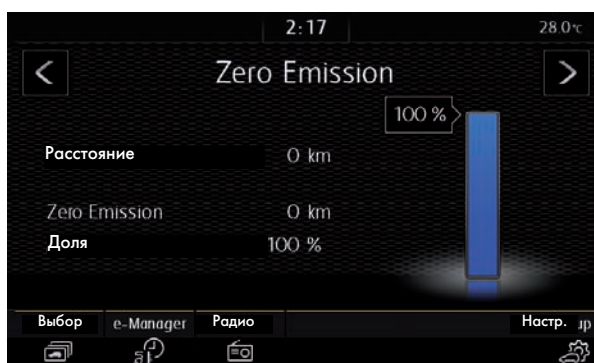 2:17 28.0°C
Zero Emission
100 %
Расстояние 0 km
Zero Emission 0 km
Доля 100 %
Выбор e-Manager Радио Настр. up